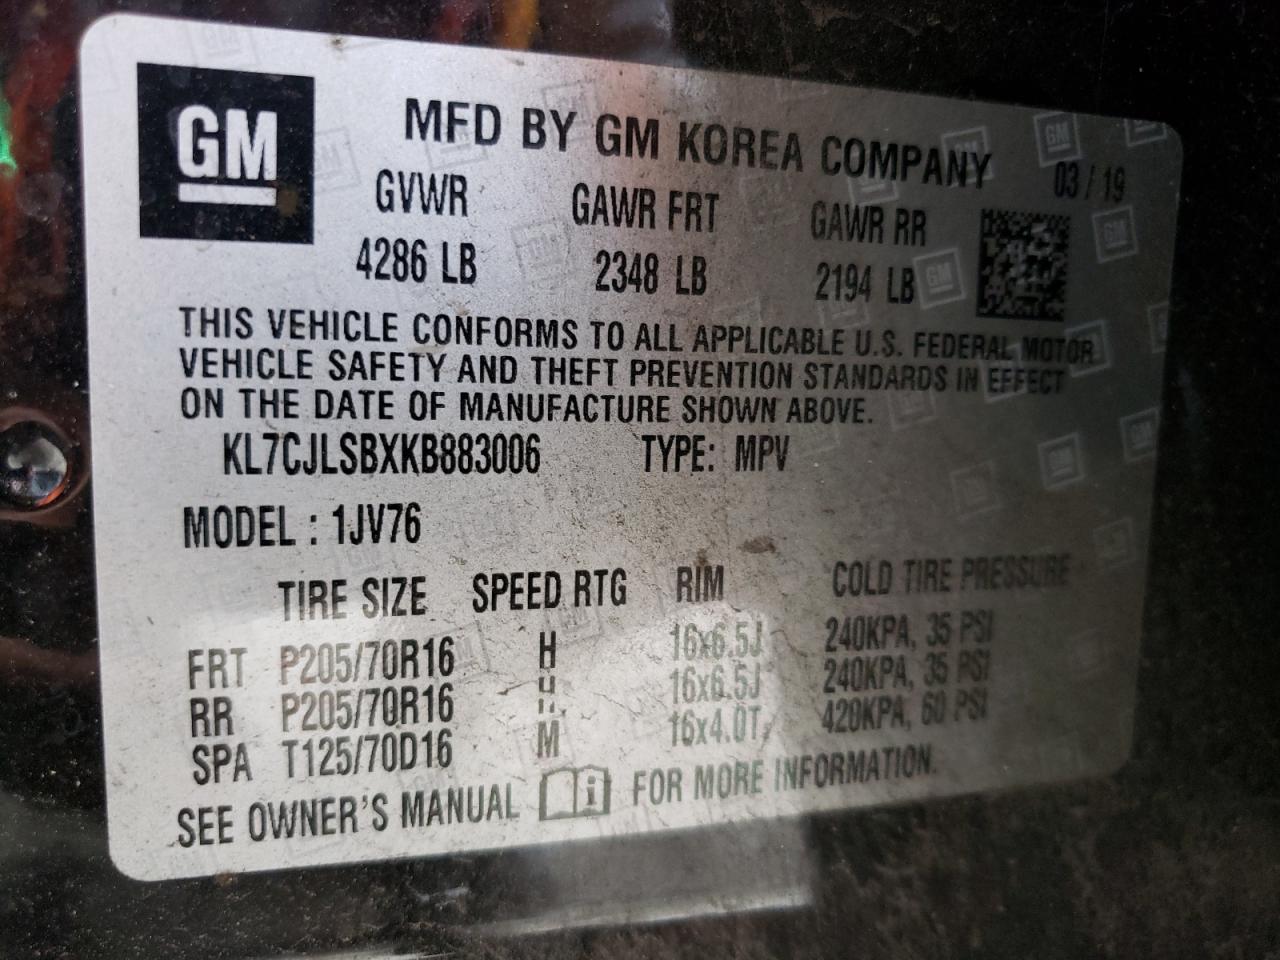 GM
MFD BY GM KOREA COMPANY 03/19
GVWR GAWR FRT GAWR RR
4286 LB 2348 LB 2194 LB
THIS VEHICLE CONFORMS TO ALL APPLICABLE U.S. FEDERAL MOTOR
VEHICLE SAFETY AND THEFT PREVENTION STANDARDS IN EFFECT
ON THE DATE OF MANUFACTURE SHOWN ABOVE.
KL7CJLSBXKB883006 TYPE: MPV
MODEL : 1JV76
TIRE SIZE SPEED RTG RIM COLD TIRE PRESSURE
FRT P205/70R16 H 16x6.5J 240KPA, 35 PSI
RR P205/70R16 H 16x6.5J 240KPA, 35 PSI
SPA T125/70D16 M 16x4.0T 420KPA, 60 PSI
SEE OWNER'S MANUAL i FOR MORE INFORMATION.